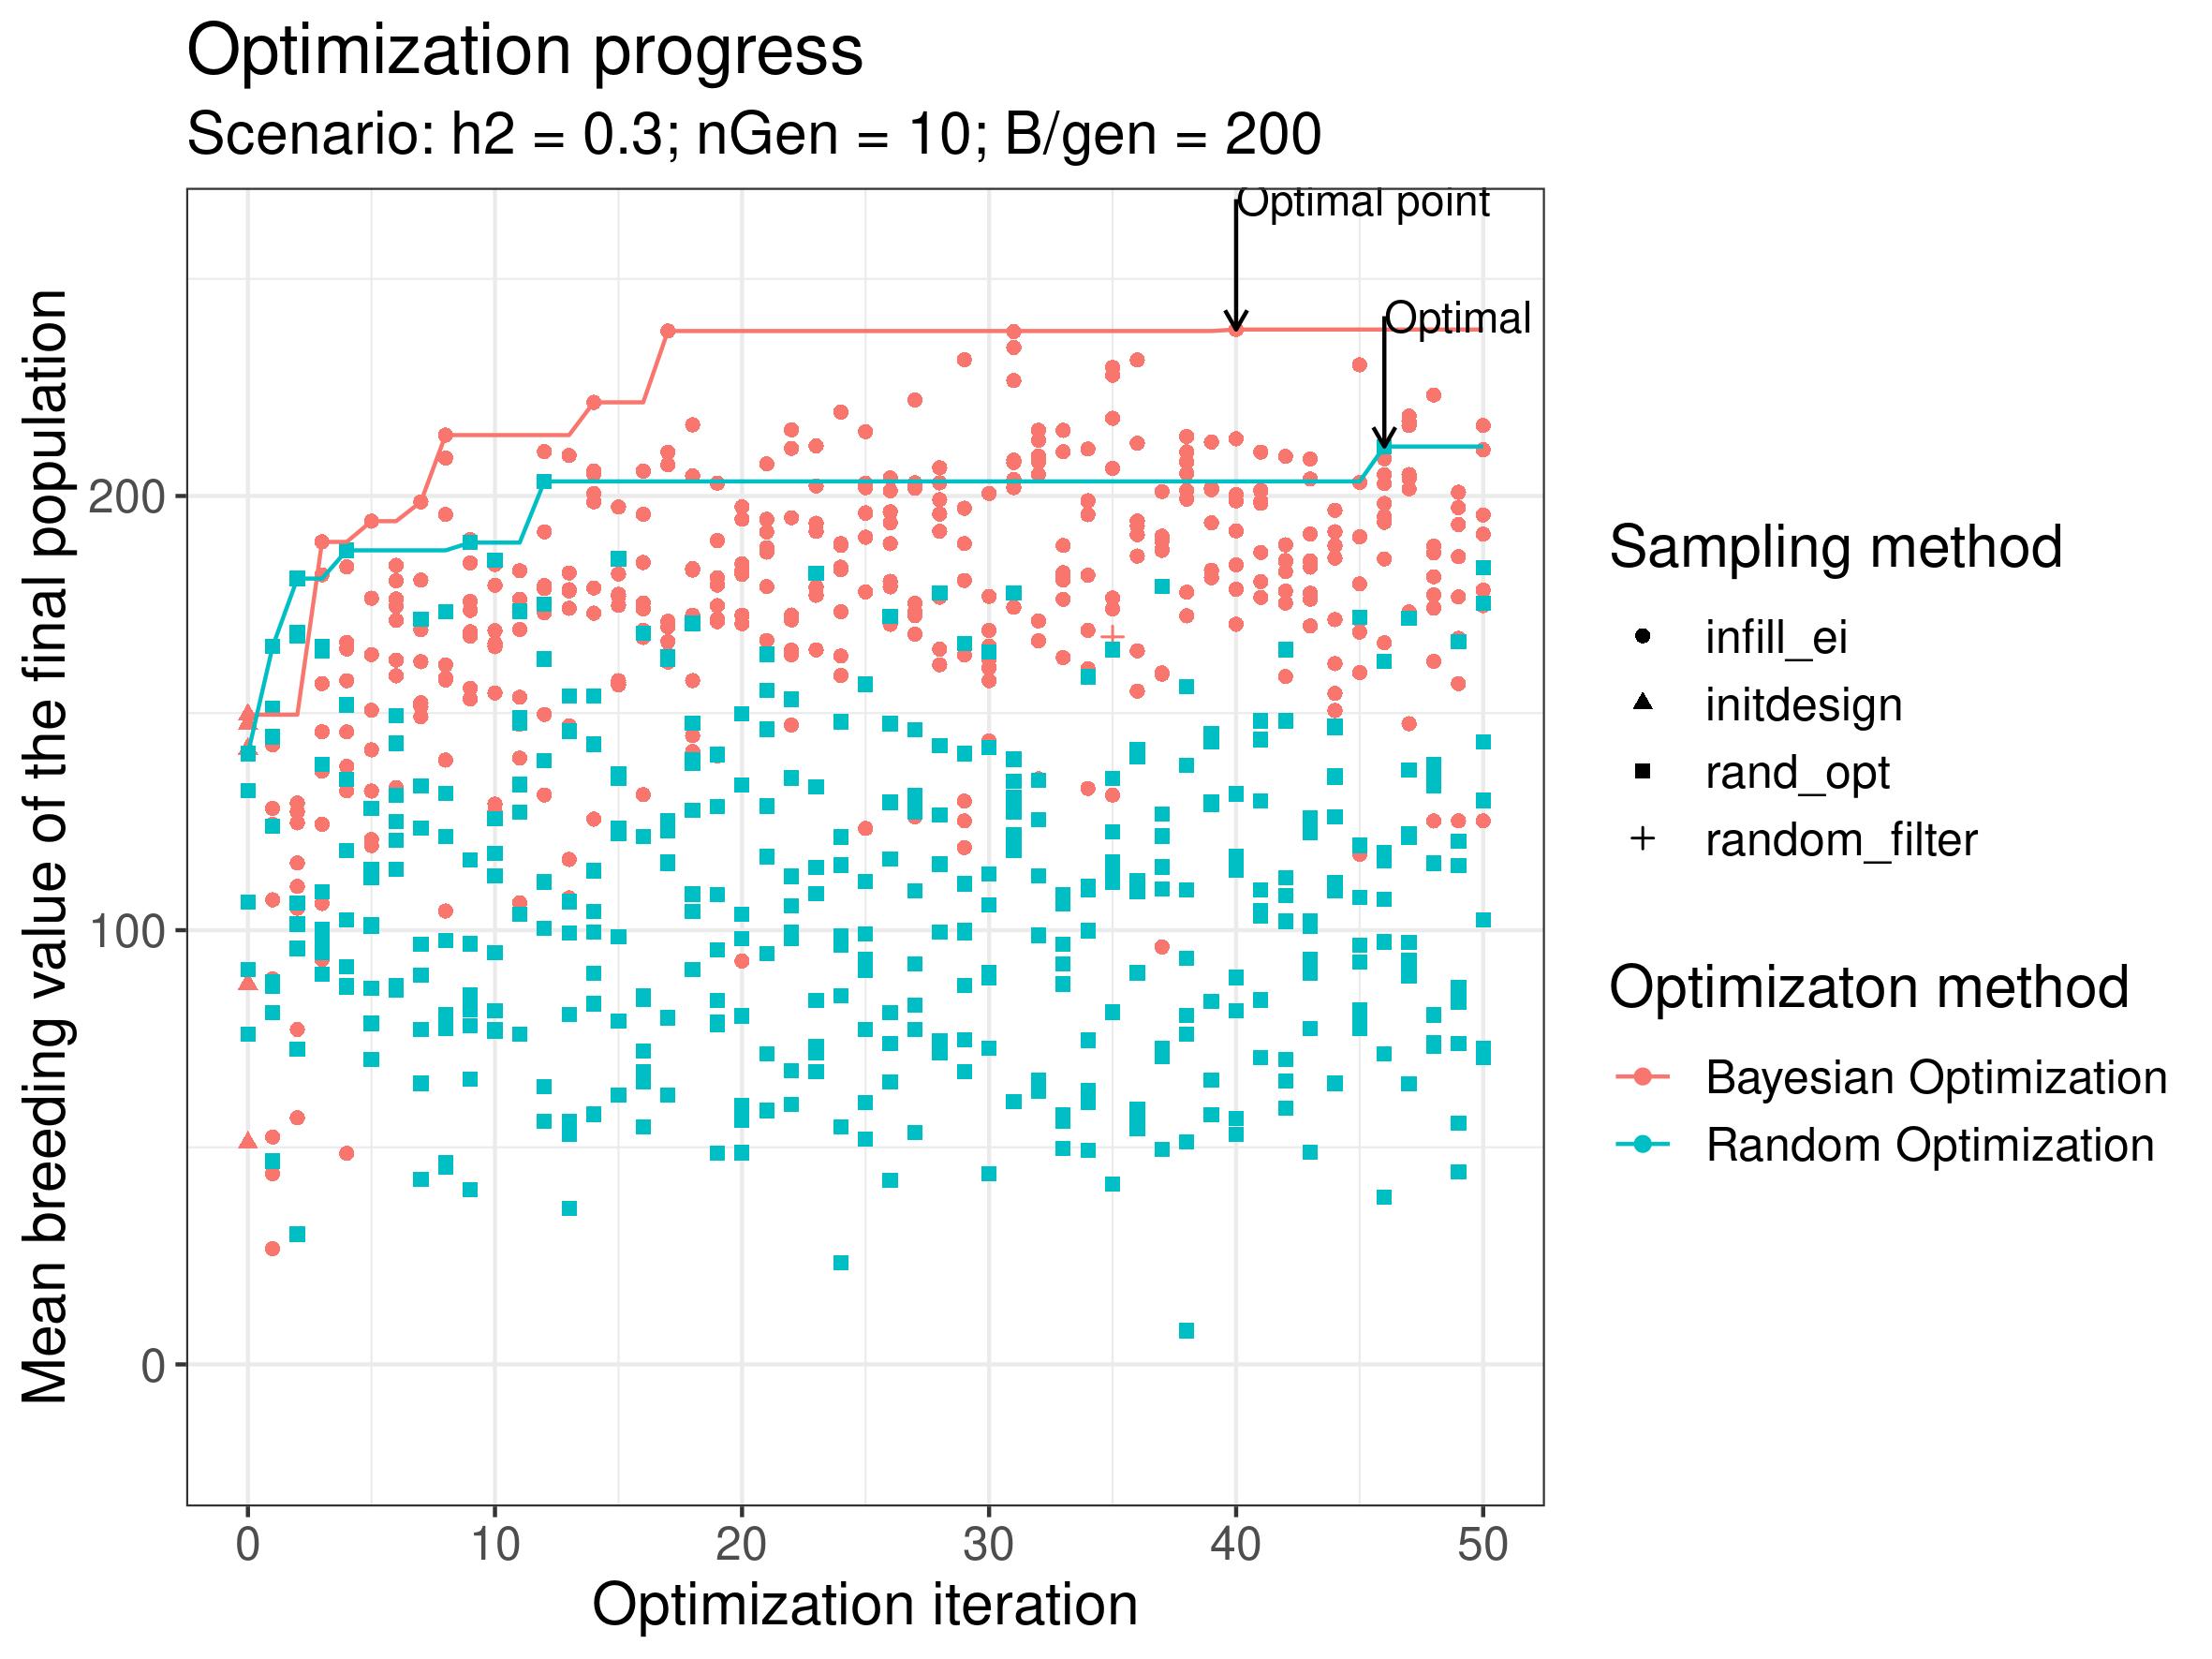 Optimization progress
Scenario: h2 = 0.3; nGen = 10; B/gen = 200
Optimal point
Optimal
Mean breeding value of the final population
200
100
0
0 10 20 30 40 50
Optimization iteration
Sampling method
infill_ei
initdesign
rand_opt
random_filter
Optimizaton method
Bayesian Optimization
Random Optimization